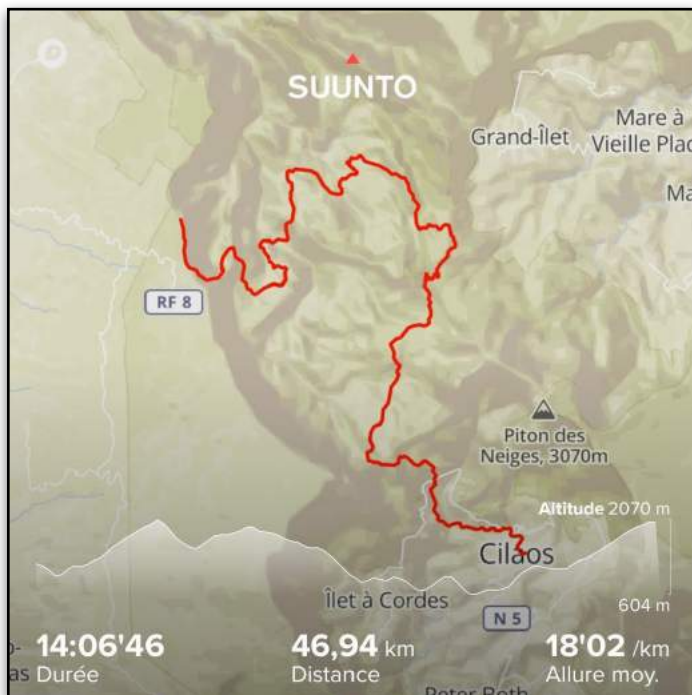 SUUNTO
Grand-Îlet
Mare à
Vieille Plac
Ma
RF 8
Piton des
Neiges, 3070m
Altitude 2070 m
Cilaos
Îlet à Cordes
604 m
N 5
14:06'46
46,94 km
18'02 /km
as
Durée
Distance
Allure moy.